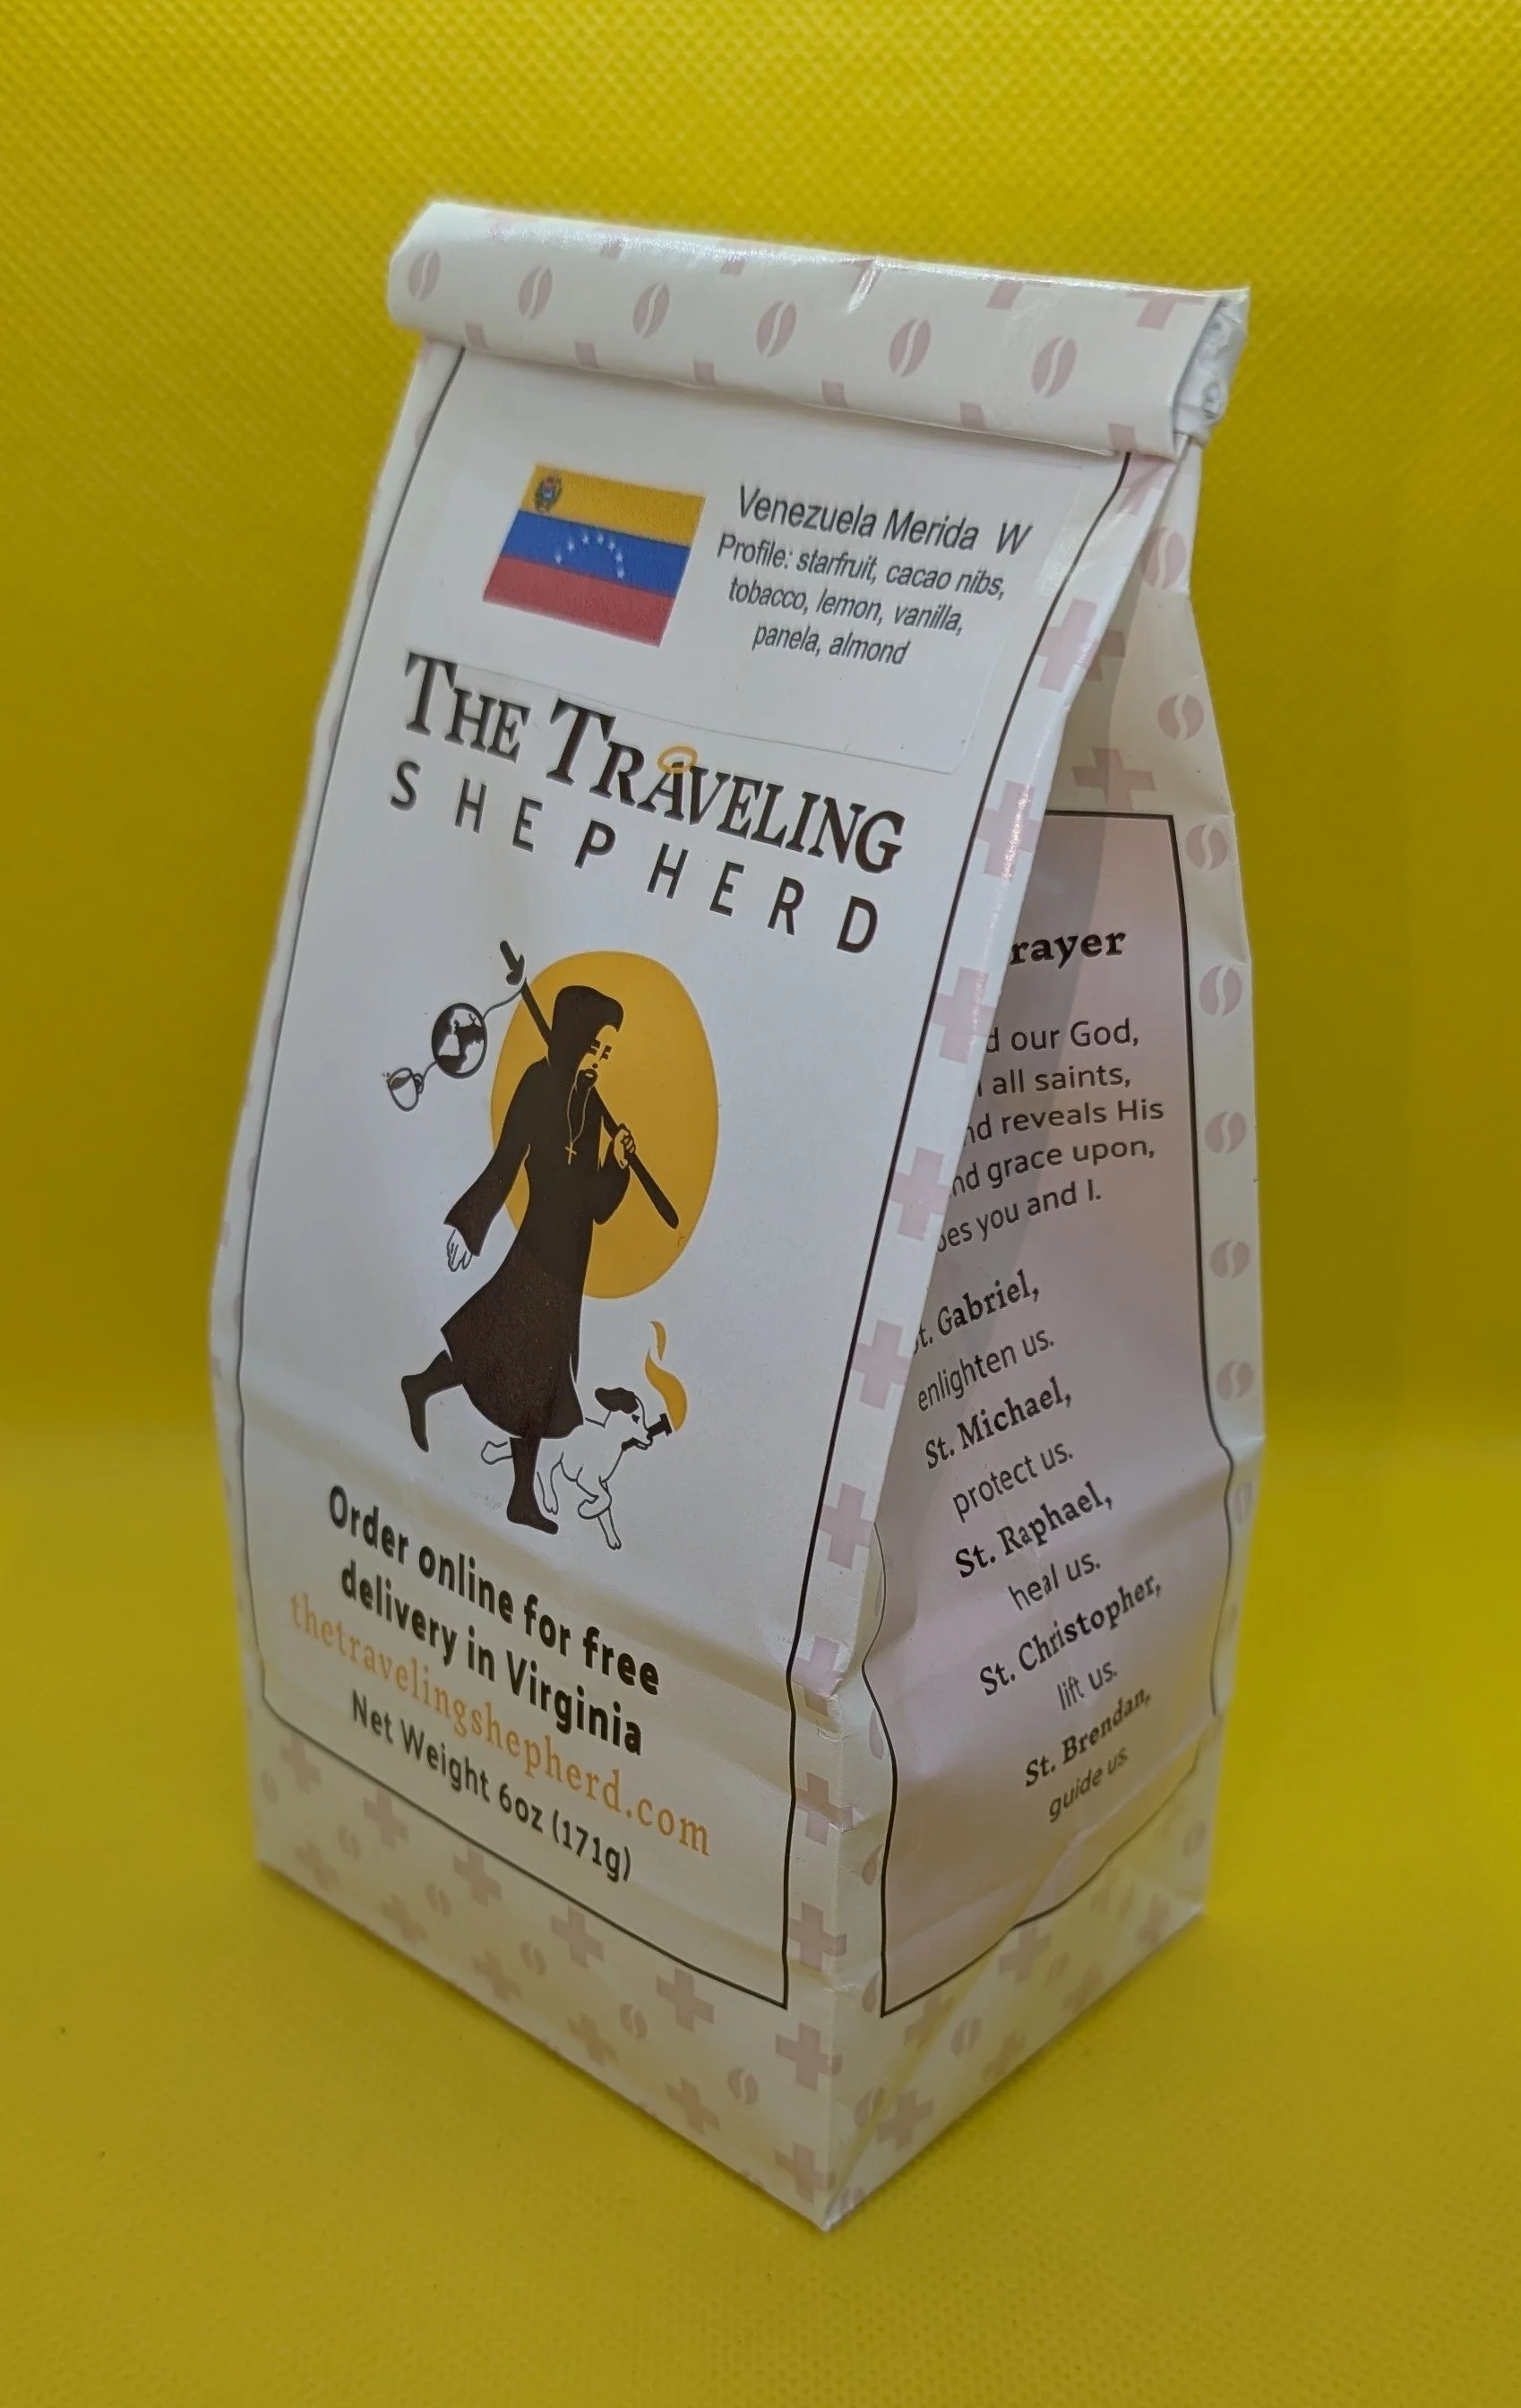 Venezuela Merida W
Profile: starfruit, cacao nibs,
tobacco, lemon, vanilla,
panela, almond
THE TRAVELING
SHEPHERD
Order online for free
delivery in Virginia
thetravelingshepherd.com
Net Weight 6oz (171g)
rayer
d our God,
all saints,
nd reveals His
nd grace upon,
oes you and I.
St. Gabriel,
enlighten us.
St. Michael,
protect us.
St. Raphael,
heal us.
St. Christopher,
lift us.
St. Brendan,
guide us.